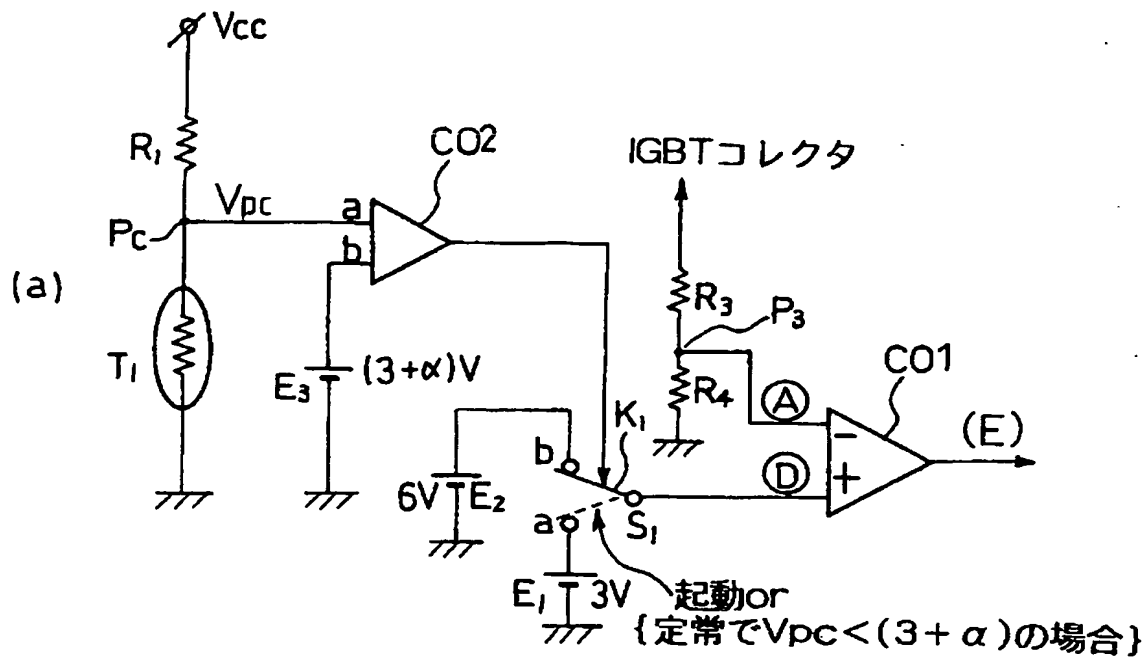 Vcc
R₁
CO2
IGBTコレクタ
Vpc
a
Pc
b
(a)
R₃
P₃
T₁
E₃
(3+α)V
CO1
R₄
Ⓐ
K₁
−
(E)
b
Ⓓ
+
6V
E₂
S₁
a
E₁
3V
起動or
{定常でVpc<(3+α)の場合}